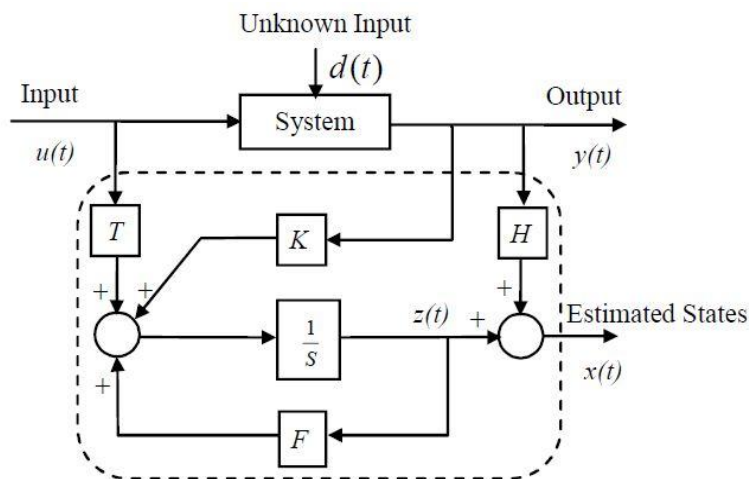 Unknown Input
d(t)
Input
System
Output
u(t)
y(t)
T
K
H
+
+
+
1/S
z(t)
+
Estimated States
x(t)
+
F